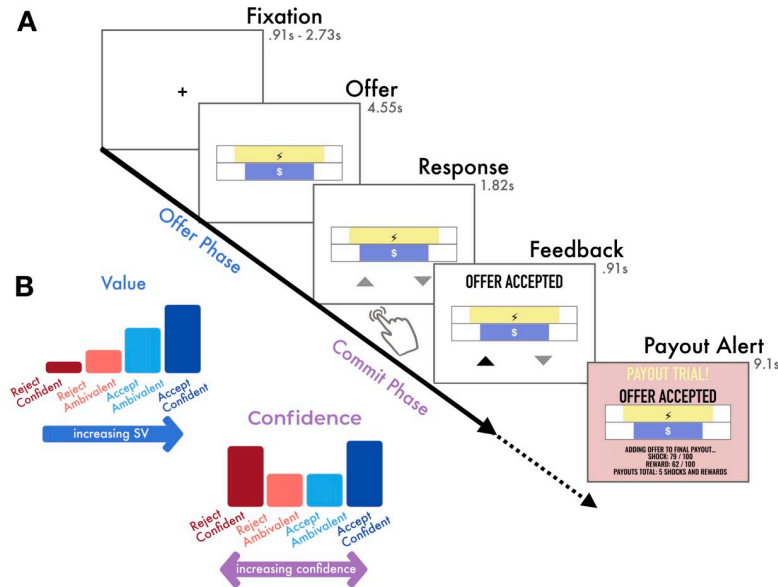 A
Fixation
.91s - 2.73s
+
Offer
4.55s
⚡
$
Response
1.82s
⚡
$
Feedback
.91s
OFFER ACCEPTED
⚡
$
Payout Alert
9.1s
PAYOUT TRIAL!
OFFER ACCEPTED
⚡
$
ADDING OFFER TO FINAL PAYOUT...
SHOCK: 79 / 100
REWARD: 62 / 100
PAYOUTS TOTAL: 5 SHOCKS AND REWARDS
Offer Phase
Commit Phase
B
Value
Reject
Confident
Reject
Ambivalent
Accept
Ambivalent
Accept
Confident
increasing SV
Confidence
Reject
Confident
Reject
Ambivalent
Accept
Ambivalent
Accept
Confident
increasing confidence